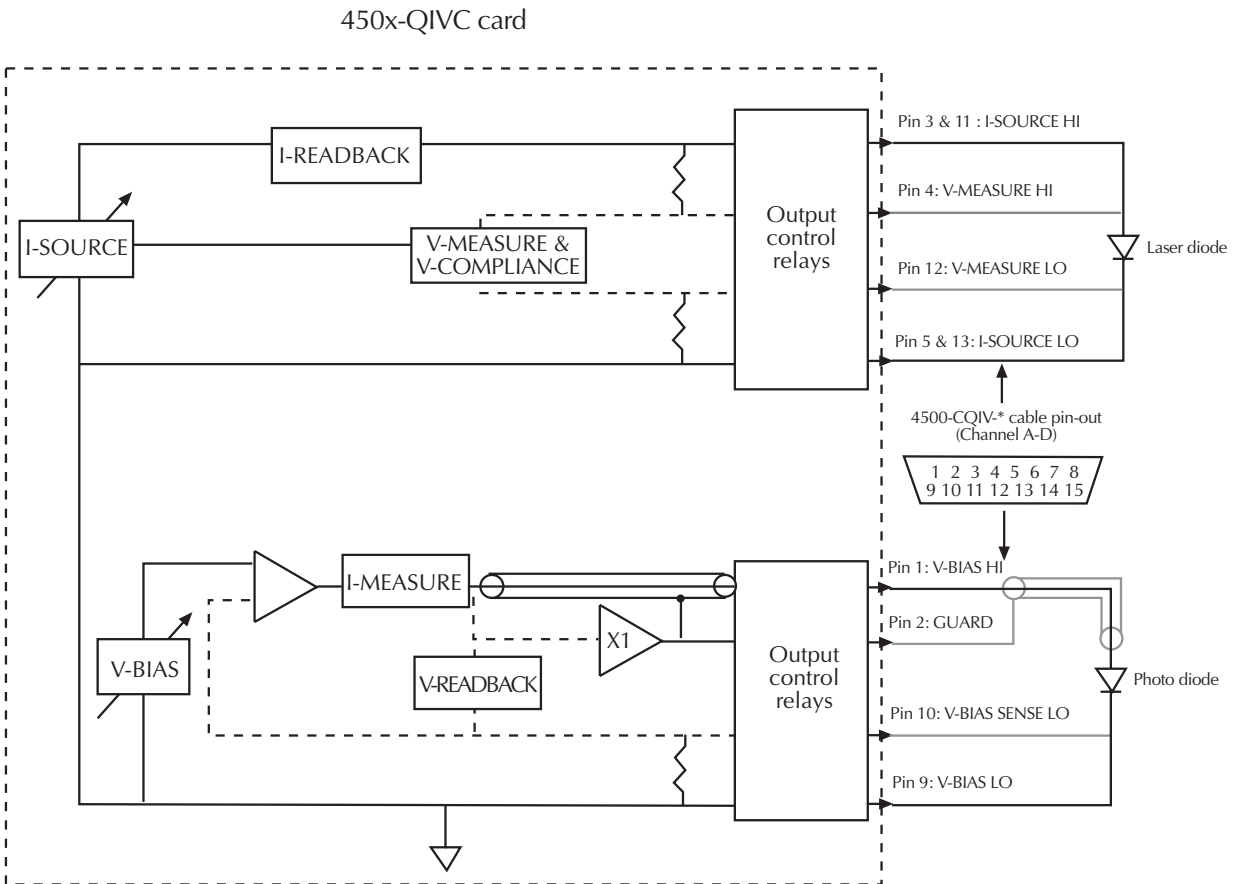 450x-QIVC card
I-READBACK
I-SOURCE
V-MEASURE &
V-COMPLIANCE
Output
control
relays
Pin 3 & 11 : I-SOURCE HI
Pin 4: V-MEASURE HI
Pin 12: V-MEASURE LO
Pin 5 & 13: I-SOURCE LO
Laser diode
4500-CQIV-* cable pin-out
(Channel A-D)
1 2 3 4 5 6 7 8
9 10 11 12 13 14 15
V-BIAS
I-MEASURE
X1
V-READBACK
Output
control
relays
Pin 1: V-BIAS HI
Pin 2: GUARD
Pin 10: V-BIAS SENSE LO
Pin 9: V-BIAS LO
Photo diode